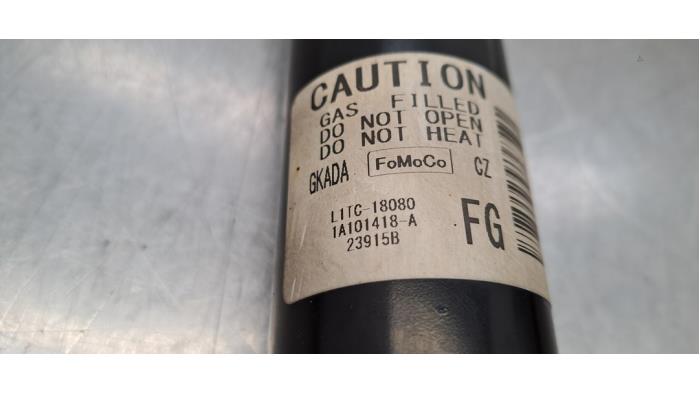 CAUTION
GAS FILLED
DO NOT OPEN
DO NOT HEAT
GKADA FoMoCo CZ
L1TC-18080
1A101418-A
23915B
FG